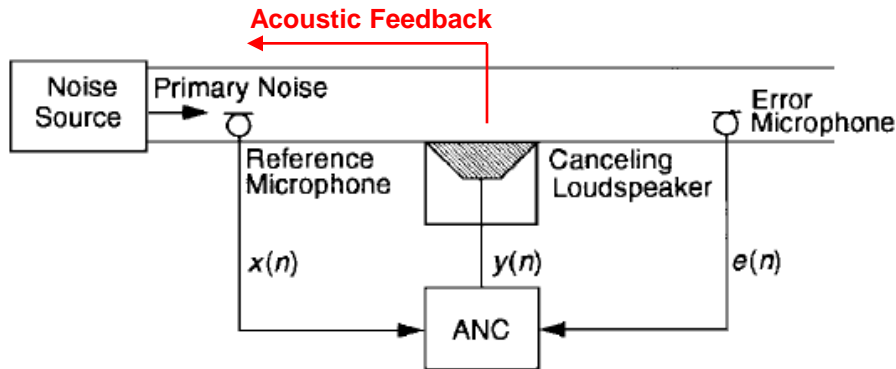 Acoustic Feedback
Noise
Source
Primary Noise
Error
Microphone
Reference
Microphone
Canceling
Loudspeaker
x(n)
y(n)
e(n)
ANC